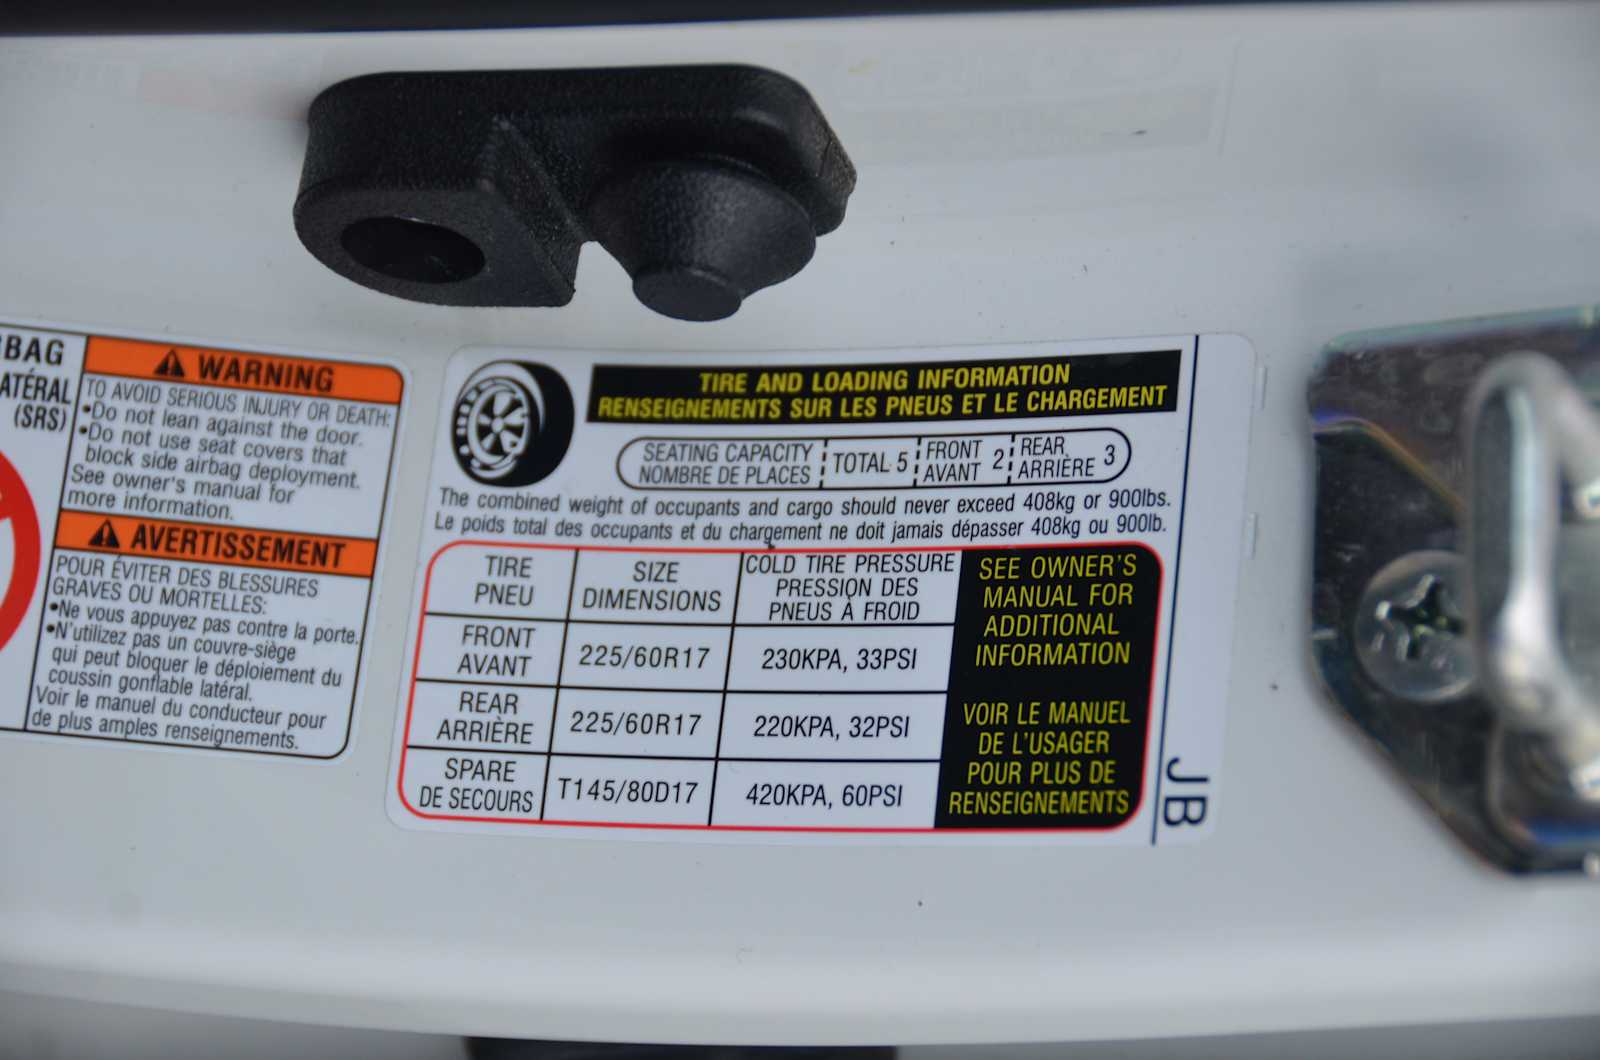 BAG
ATÉRAL
(SRS)
WARNING
TO AVOID SERIOUS INJURY OR DEATH:
•Do not lean against the door.
•Do not use seat covers that
block side airbag deployment.
See owner's manual for
more information.
AVERTISSEMENT
POUR ÉVITER DES BLESSURES
GRAVES OU MORTELLES:
•Ne vous appuyez pas contre la porte.
•N'utilizez pas un couvre-siège
qui peut bloquer le déploiement du
coussin gonflable latéral.
Voir le manuel du conducteur pour
de plus amples renseignements.
TIRE AND LOADING INFORMATION
RENSEIGNEMENTS SUR LES PNEUS ET LE CHARGEMENT
SEATING CAPACITY
NOMBRE DE PLACES
TOTAL 5
FRONT
AVANT 2
REAR
ARRIÈRE 3
The combined weight of occupants and cargo should never exceed 408kg or 900lbs.
Le poids total des occupants et du chargement ne doit jamais dépasser 408kg ou 900lb.
TIRE
PNEU
SIZE
DIMENSIONS
COLD TIRE PRESSURE
PRESSION DES
PNEUS À FROID
FRONT
AVANT
225/60R17
230KPA, 33PSI
REAR
ARRIÈRE
225/60R17
220KPA, 32PSI
SPARE
DE SECOURS
T145/80D17
420KPA, 60PSI
SEE OWNER'S
MANUAL FOR
ADDITIONAL
INFORMATION
VOIR LE MANUEL
DE L'USAGER
POUR PLUS DE
RENSEIGNEMENTS
JB